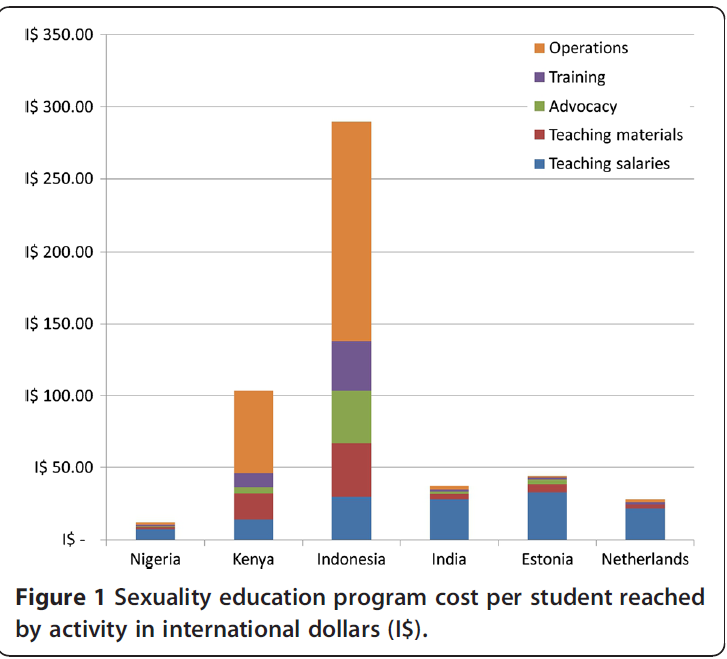 I$ 350.00
I$ 300.00
I$ 250.00
I$ 200.00
I$ 150.00
I$ 100.00
I$ 50.00
I$ -
Operations
Training
Advocacy
Teaching materials
Teaching salaries
Nigeria Kenya Indonesia India Estonia Netherlands
Figure 1 Sexuality education program cost per student reached
by activity in international dollars (I$).